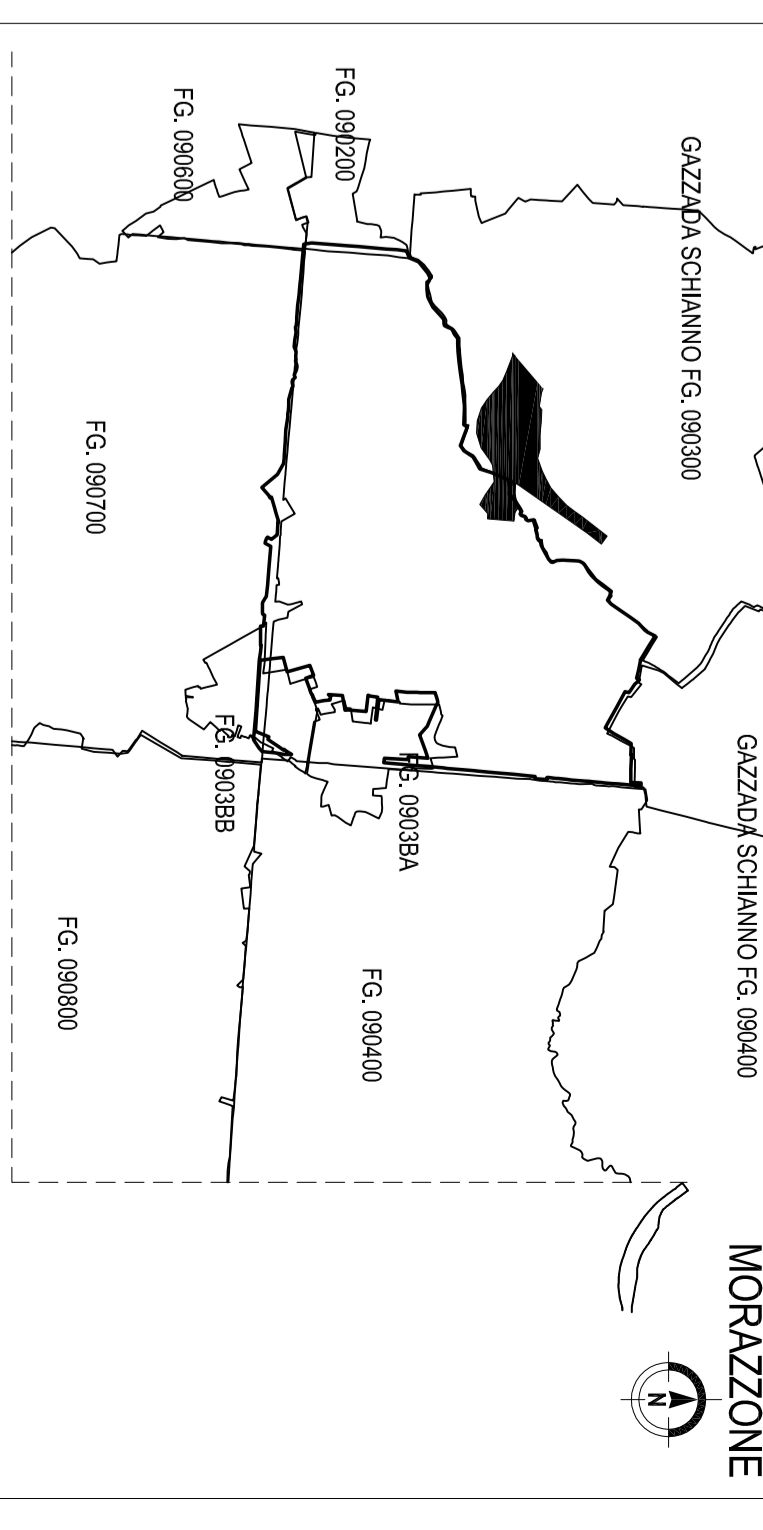 MORAZZONE
GAZZADA SCHIANNO FG. 090400
GAZZADA SCHIANNO FG. 090300
N
FG. 0903BA
FG. 090400
FG. 090200
FG. 0903BB
FG. 090600
FG. 090700
FG. 090800